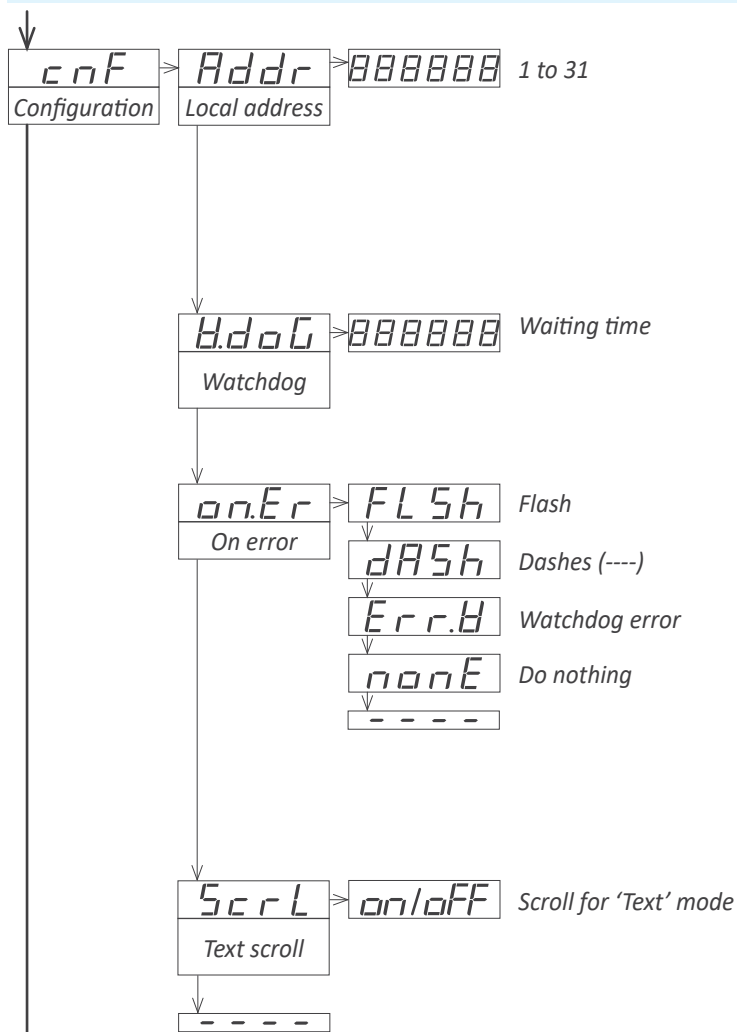 cnF Addr 888888 1 to 31
Configuration Local address
W.doG 888888 Waiting time
Watchdog
on.Er FLSh Flash
On error
dASh Dashes (----)
Err.W Watchdog error
nonE Do nothing
----
ScrL on/oFF Scroll for ‘Text’ mode
Text scroll
----